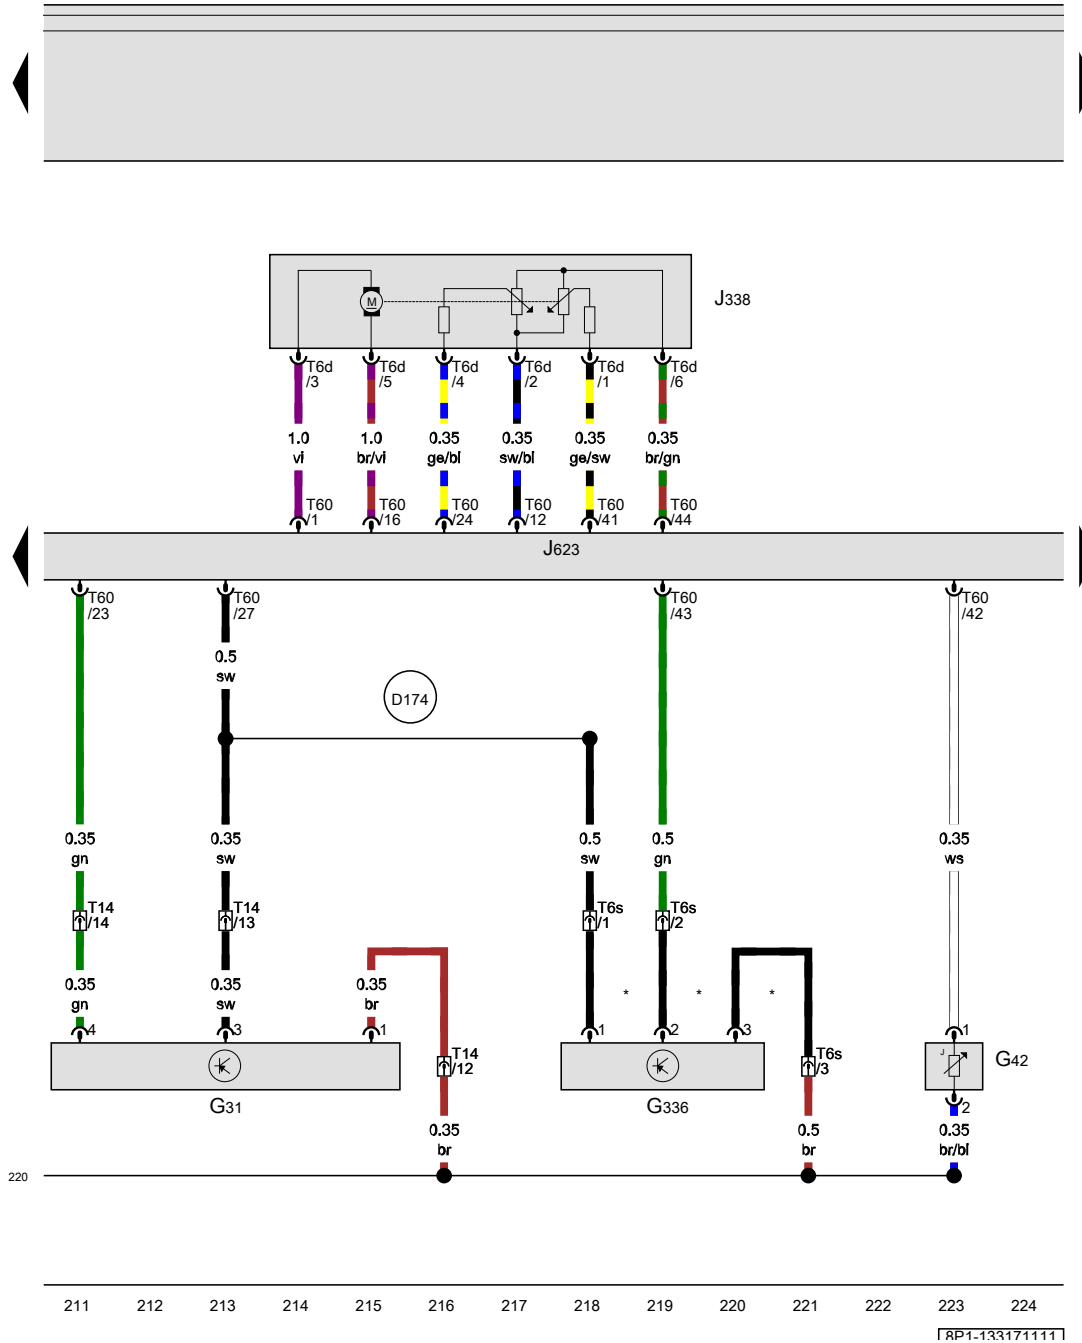 M
J338
T6d T6d T6d T6d T6d T6d
/3 /5 /4 /2 /1 /6
1.0 1.0 0.35 0.35 0.35 0.35
vi br/vi ge/bl sw/bl ge/sw br/gn
T60 T60 T60 T60 T60 T60
/1 /16 /24 /12 /41 /44
J623
T60 T60 T60 T60
/23 /27 /43 /42
0.5
sw
D174
0.35 0.35 0.5 0.5 0.35
gn sw sw gn ws
T14 T14 T6s T6s
/14 /13 /1 /2
0.35 0.35 0.35 * * *
gn sw br
4 3 1 1 2 3 1
J
T14 T6s G42
/12 /3
G31 G336 2
0.35 0.5 0.35
br br br/bl
220
211 212 213 214 215 216 217 218 219 220 221 222 223 224
8P1-133171111